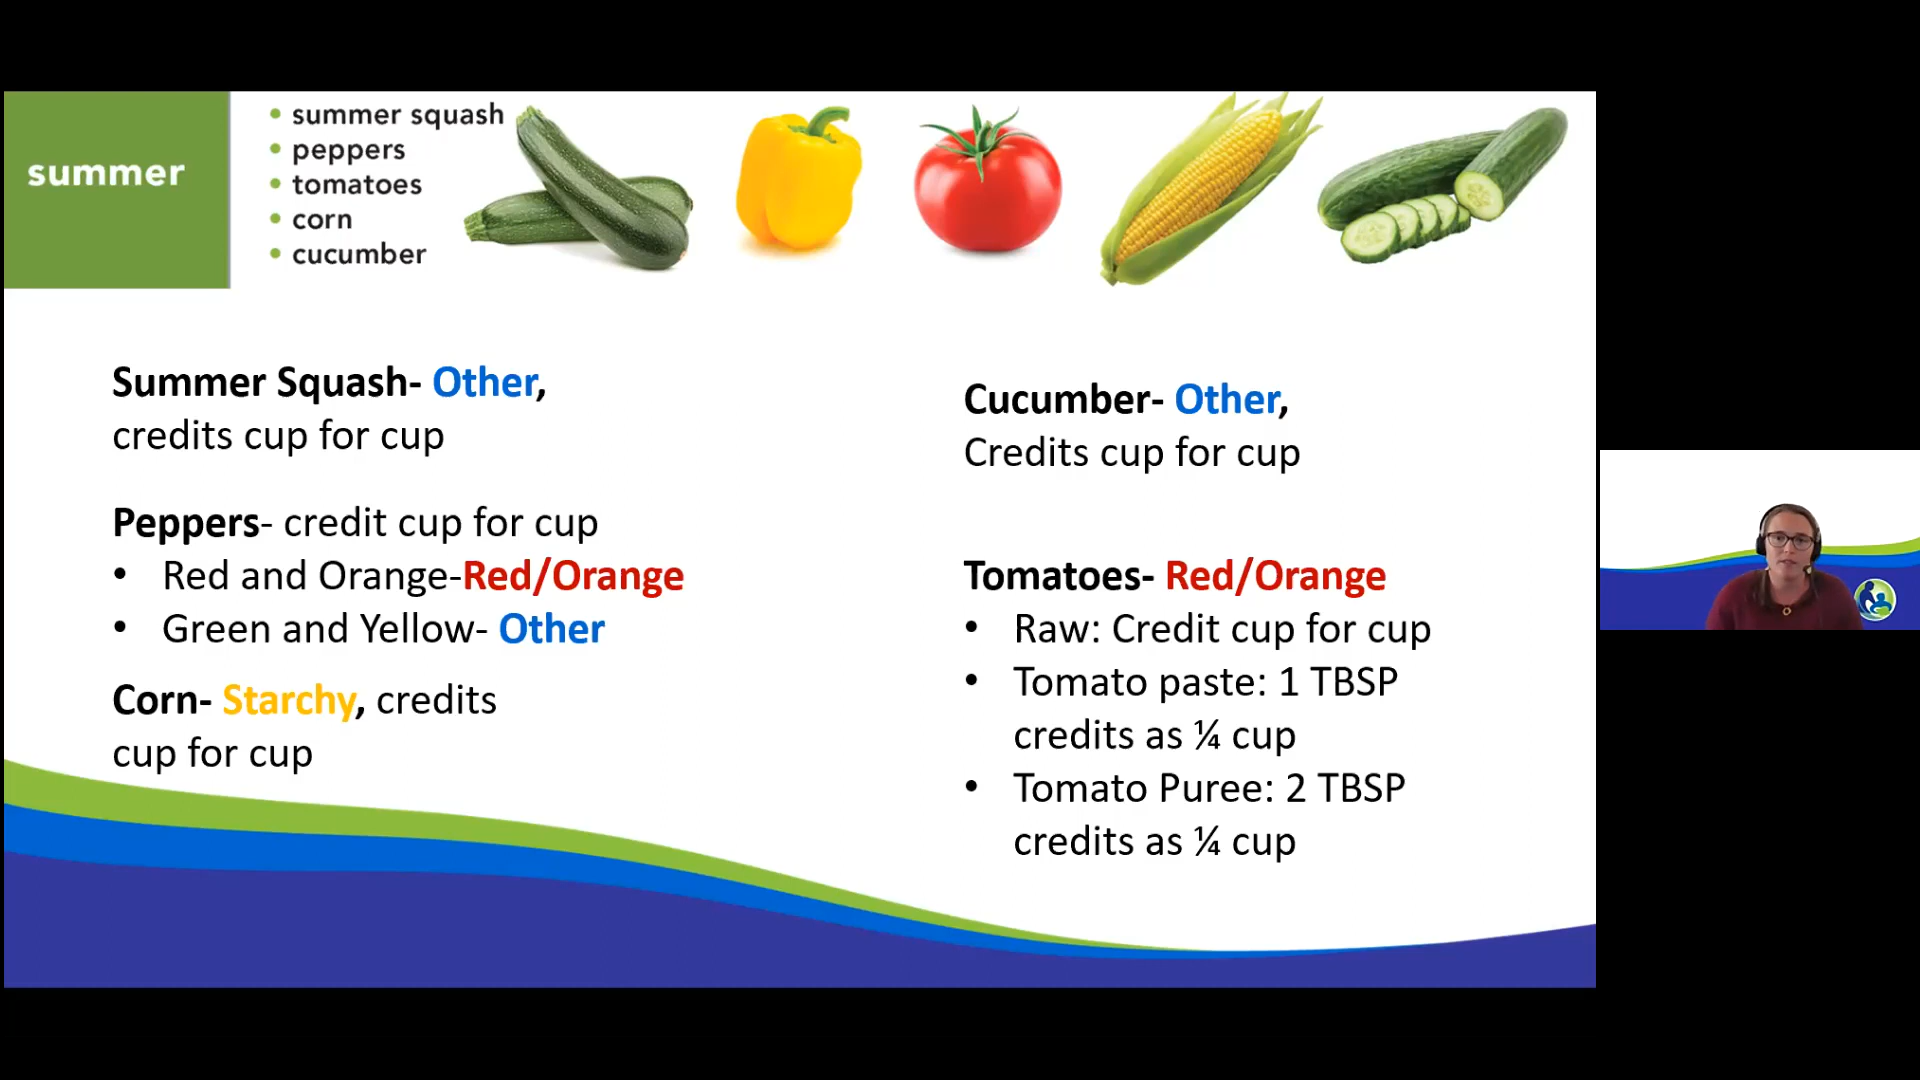 summer
• summer squash
• peppers
• tomatoes
• corn
• cucumber
Summer Squash- Other,
credits cup for cup
Peppers- credit cup for cup
• Red and Orange-Red/Orange
• Green and Yellow- Other
Corn- Starchy, credits
cup for cup
Cucumber- Other,
Credits cup for cup
Tomatoes- Red/Orange
• Raw: Credit cup for cup
• Tomato paste: 1 TBSP
credits as ¼ cup
• Tomato Puree: 2 TBSP
credits as ¼ cup